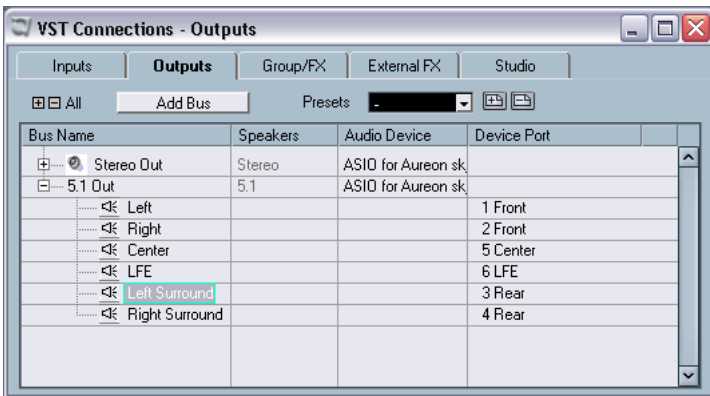 VST Connections - Outputs
Inputs Outputs Group/FX External FX Studio
All Add Bus Presets -
Bus Name Speakers Audio Device Device Port
Stereo Out Stereo ASIO for Aureon sk
5.1 Out 5.1 ASIO for Aureon sk
Left 1 Front
Right 2 Front
Center 5 Center
LFE 6 LFE
Left Surround 3 Rear
Right Surround 4 Rear